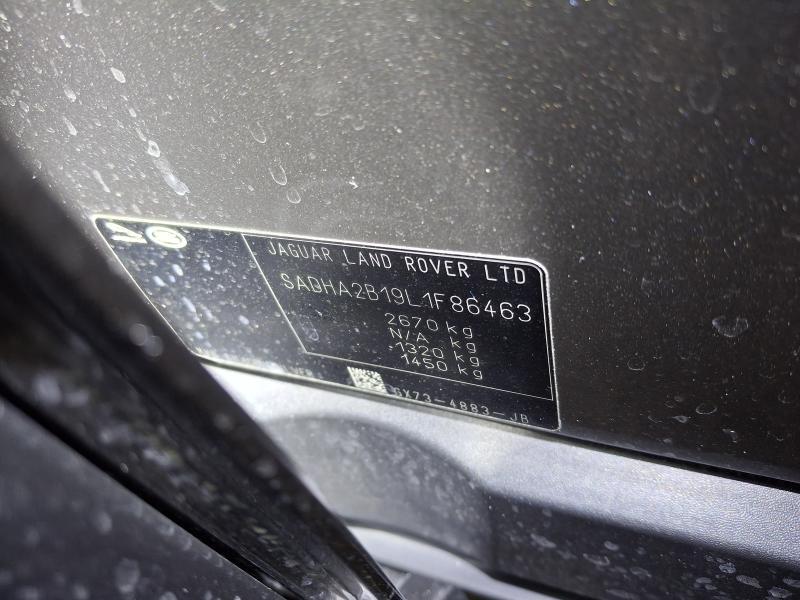 JAGUAR LAND ROVER LTD
SADHA2B19L1F86463
2670 kg
N/A kg
1320 kg
1450 kg
GX73-4883-JB